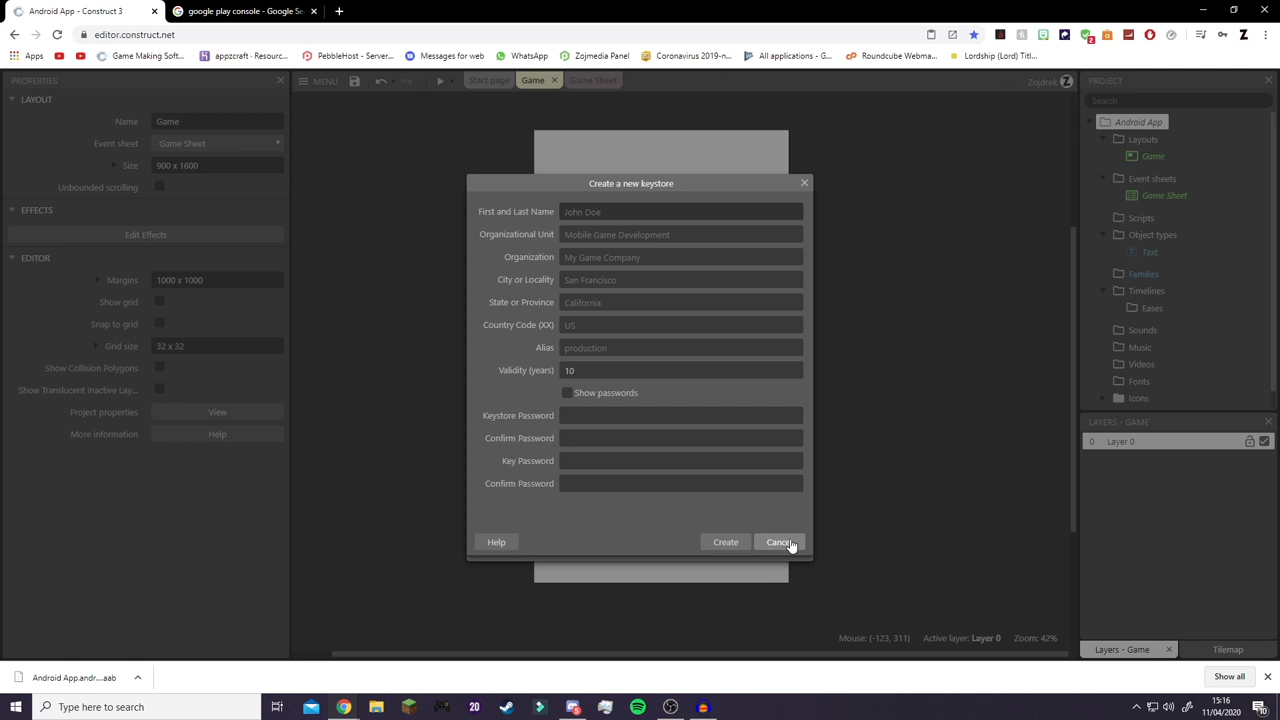 Android App - Construct 3
google play console - Google Se
editor.construct.net
Apps
Game Making Soft...
appzcraft - Resourc...
PebbleHost - Server...
Messages for web
WhatsApp
Zojmedia Panel
Coronavirus 2019-n...
All applications - G...
Roundcube Webma...
Lordship (Lord) Titl...
PROPERTIES
MENU
Start page
Game
Game Sheet
Zojdrek
PROJECT
LAYOUT
Name Game
Event sheet Game Sheet
Size 900 x 1600
Unbounded scrolling
EFFECTS
Edit Effects
EDITOR
Margins 1000 x 1000
Show grid
Snap to grid
Grid size 32 x 32
Show Collision Polygons
Show Translucent Inactive Lay...
Project properties View
More information Help
Create a new keystore
First and Last Name John Doe
Organizational Unit Mobile Game Development
Organization My Game Company
City or Locality San Francisco
State or Province California
Country Code (XX) US
Alias production
Validity (years) 10
Show passwords
Keystore Password
Confirm Password
Key Password
Confirm Password
Help Create Cancel
Mouse: (-123, 311) Active layer: Layer 0 Zoom: 42%
Search
Android App
Layouts
Game
Event sheets
Game Sheet
Scripts
Object types
Text
Families
Timelines
Eases
Sounds
Music
Videos
Fonts
Icons
LAYERS - GAME
0 Layer 0
Layers - Game
Tilemap
Android App.andr....aab
Show all
Type here to search
20
15:16
11/04/2020
10